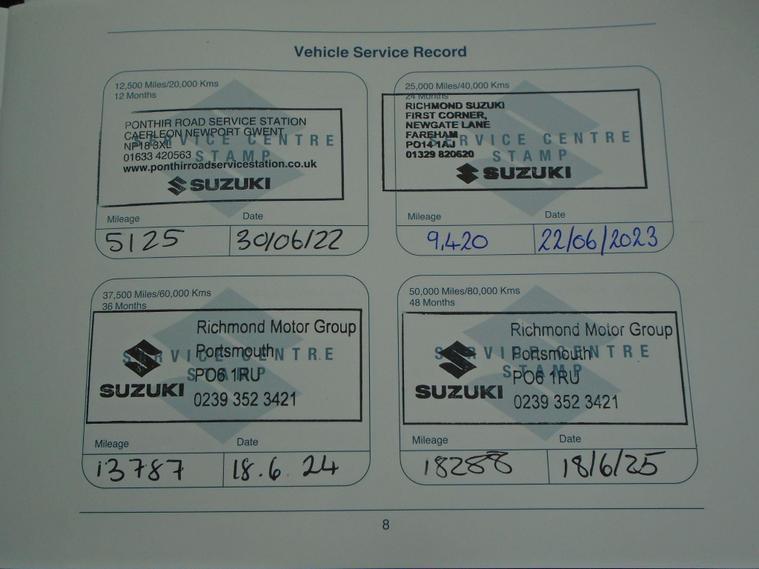 Vehicle Service Record
12,500 Miles/20,000 Kms
12 Months
SERVICE CENTRE
STAMP
PONTHIR ROAD SERVICE STATION
CAERLEON NEWPORT GWENT
NP18 3XL
01633 420563
www.ponthirroadservicestation.co.uk
SUZUKI
Mileage Date
5125 30/06/22
25,000 Miles/40,000 Kms
24 Months
SERVICE CENTRE
STAMP
RICHMOND SUZUKI
FIRST CORNER,
NEWGATE LANE
FAREHAM
PO14 1AJ
01329 820620
SUZUKI
Mileage Date
9,420 22/06/2023
37,500 Miles/60,000 Kms
36 Months
SERVICE CENTRE
STAMP
Richmond Motor Group
Portsmouth
PO6 1RU
0239 352 3421
SUZUKI
Mileage Date
13787 18.6.24
50,000 Miles/80,000 Kms
48 Months
SERVICE CENTRE
STAMP
Richmond Motor Group
Portsmouth
PO6 1RU
0239 352 3421
SUZUKI
Mileage Date
18288 18/6/25
8